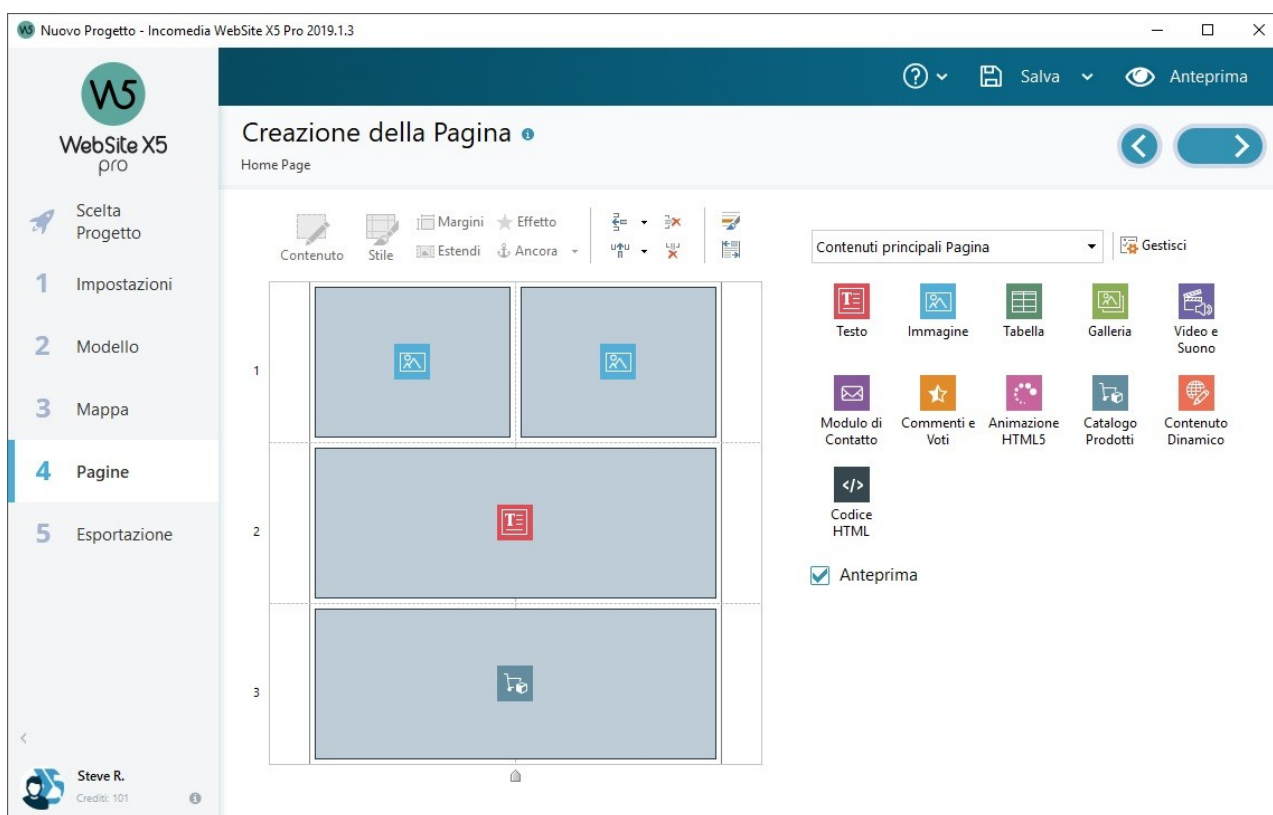 Nuovo Progetto - Incomedia WebSite X5 Pro 2019.1.3
Salva
Anteprima
W5
WebSite X5
pro
Creazione della Pagina
Home Page
Scelta
Progetto
1 Impostazioni
2 Modello
3 Mappa
4 Pagine
5 Esportazione
Contenuto
Stile
Margini
Effetto
Estendi
Ancora
Contenuti principali Pagina
Gestisci
1
2
3
Testo
Immagine
Tabella
Galleria
Video e
Suono
Modulo di
Contatto
Commenti e
Voti
Animazione
HTML5
Catalogo
Prodotti
Contenuto
Dinamico
</>
Codice
HTML
Anteprima
Steve R.
Crediti: 101